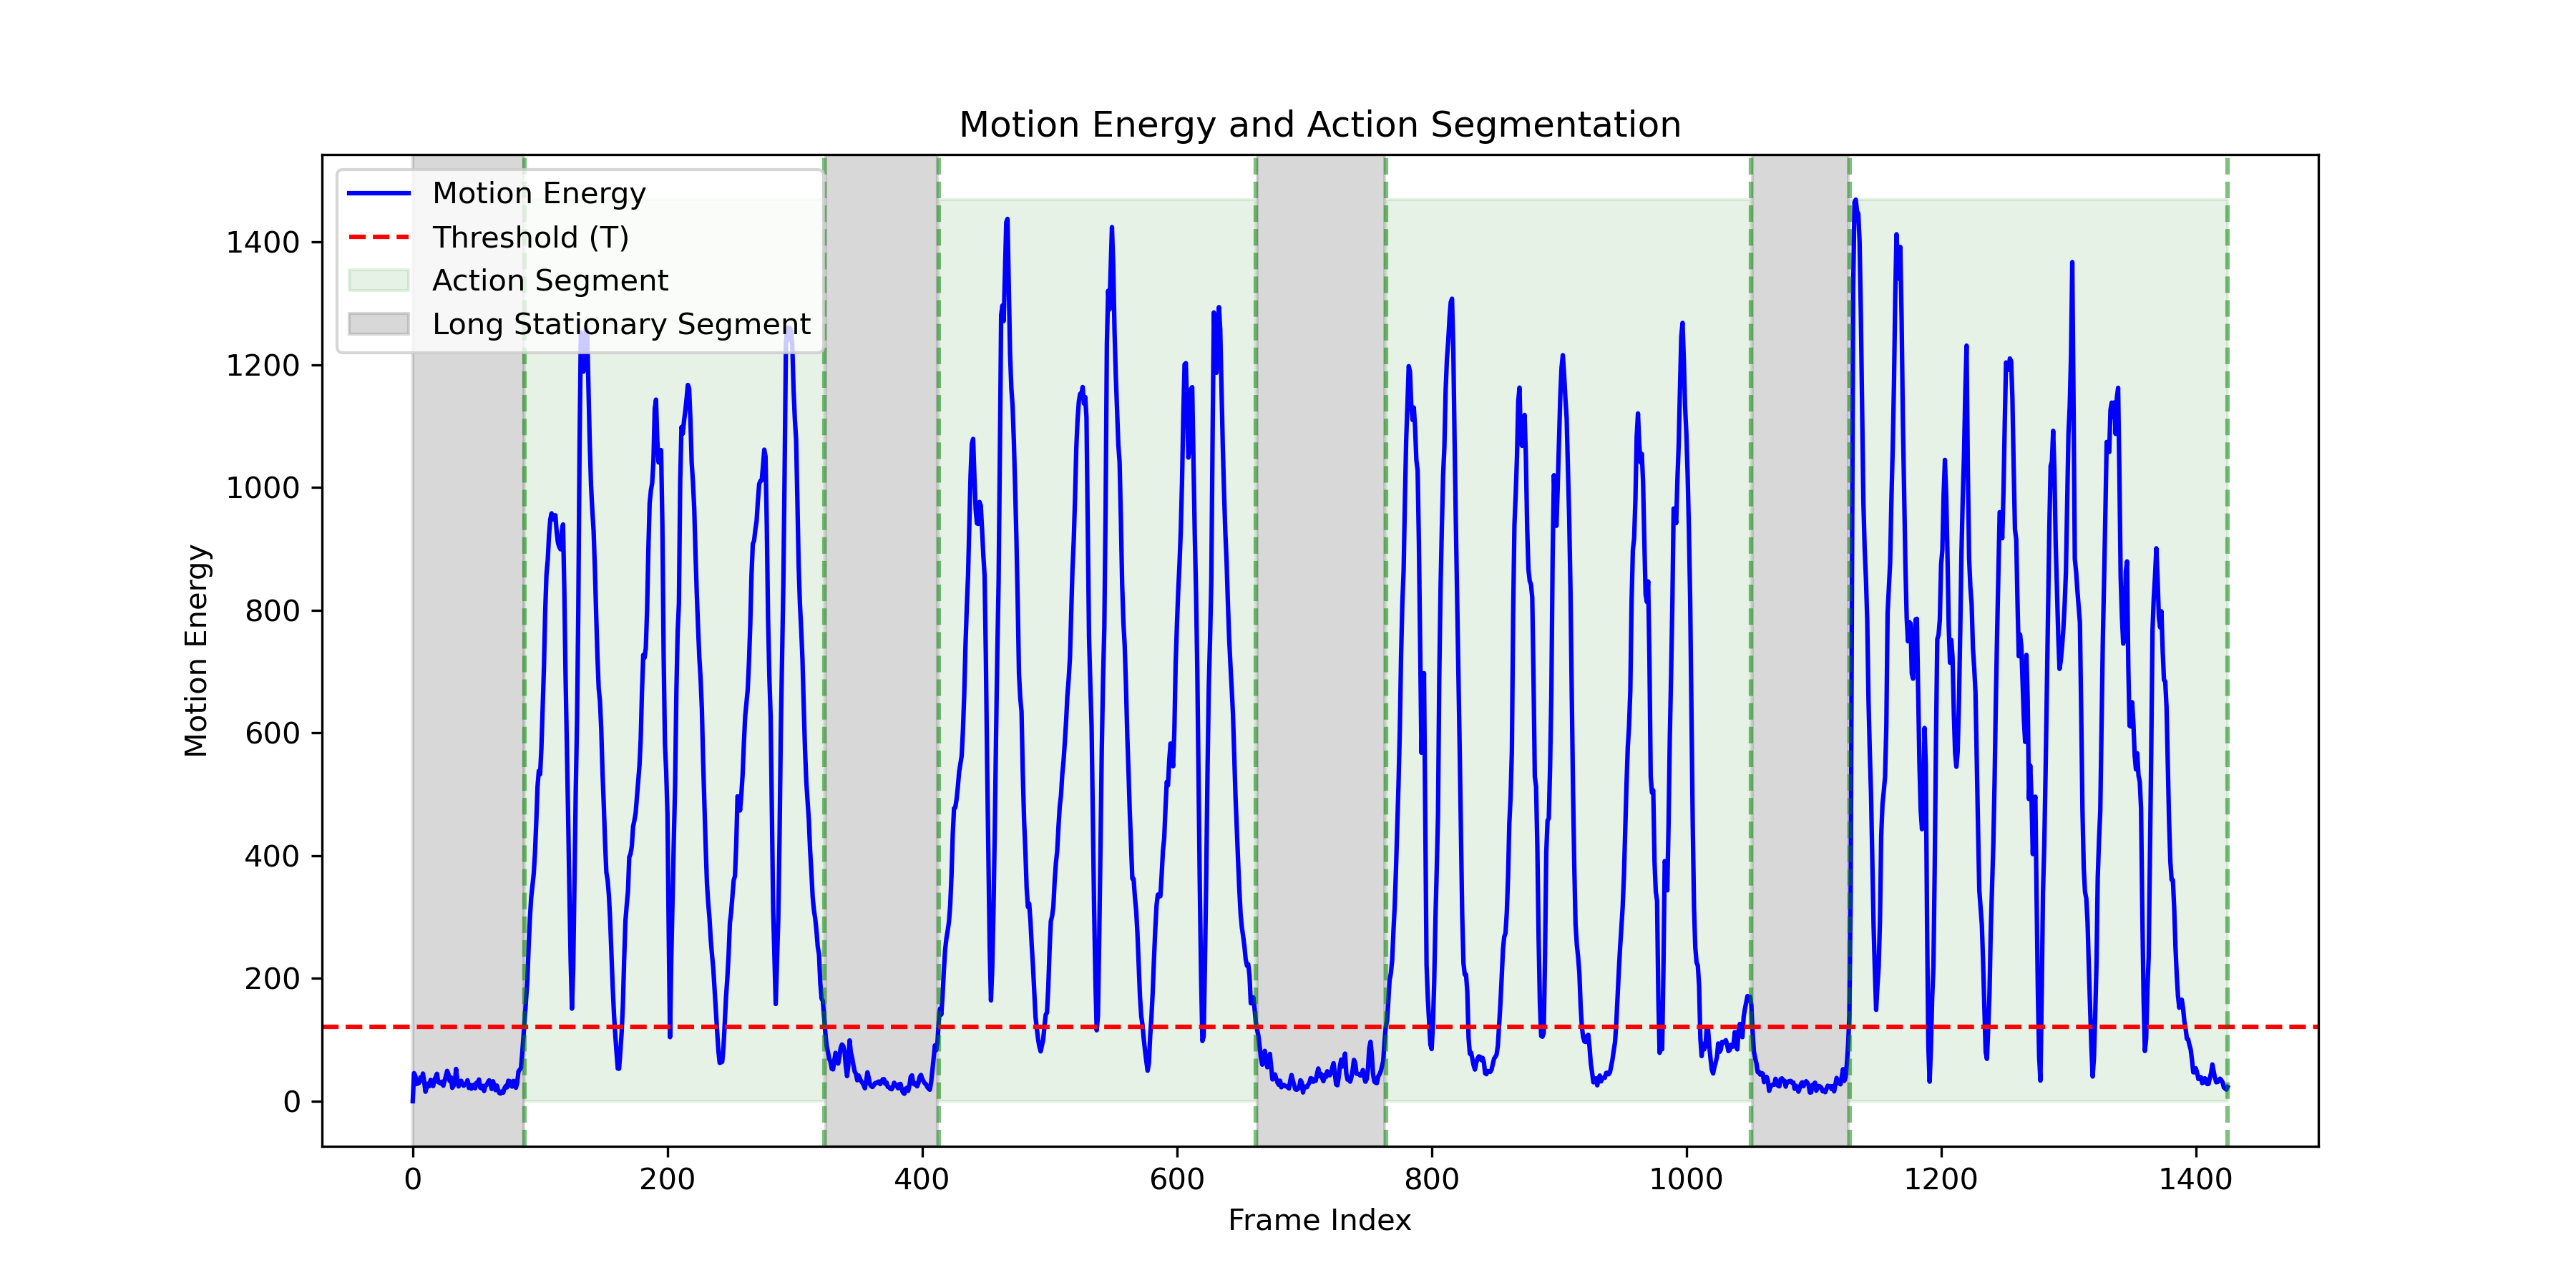 Motion Energy and Action Segmentation
Motion Energy
Threshold (T)
Action Segment
Long Stationary Segment
Motion Energy
1400
1200
1000
800
600
400
200
0
0 200 400 600 800 1000 1200 1400
Frame Index